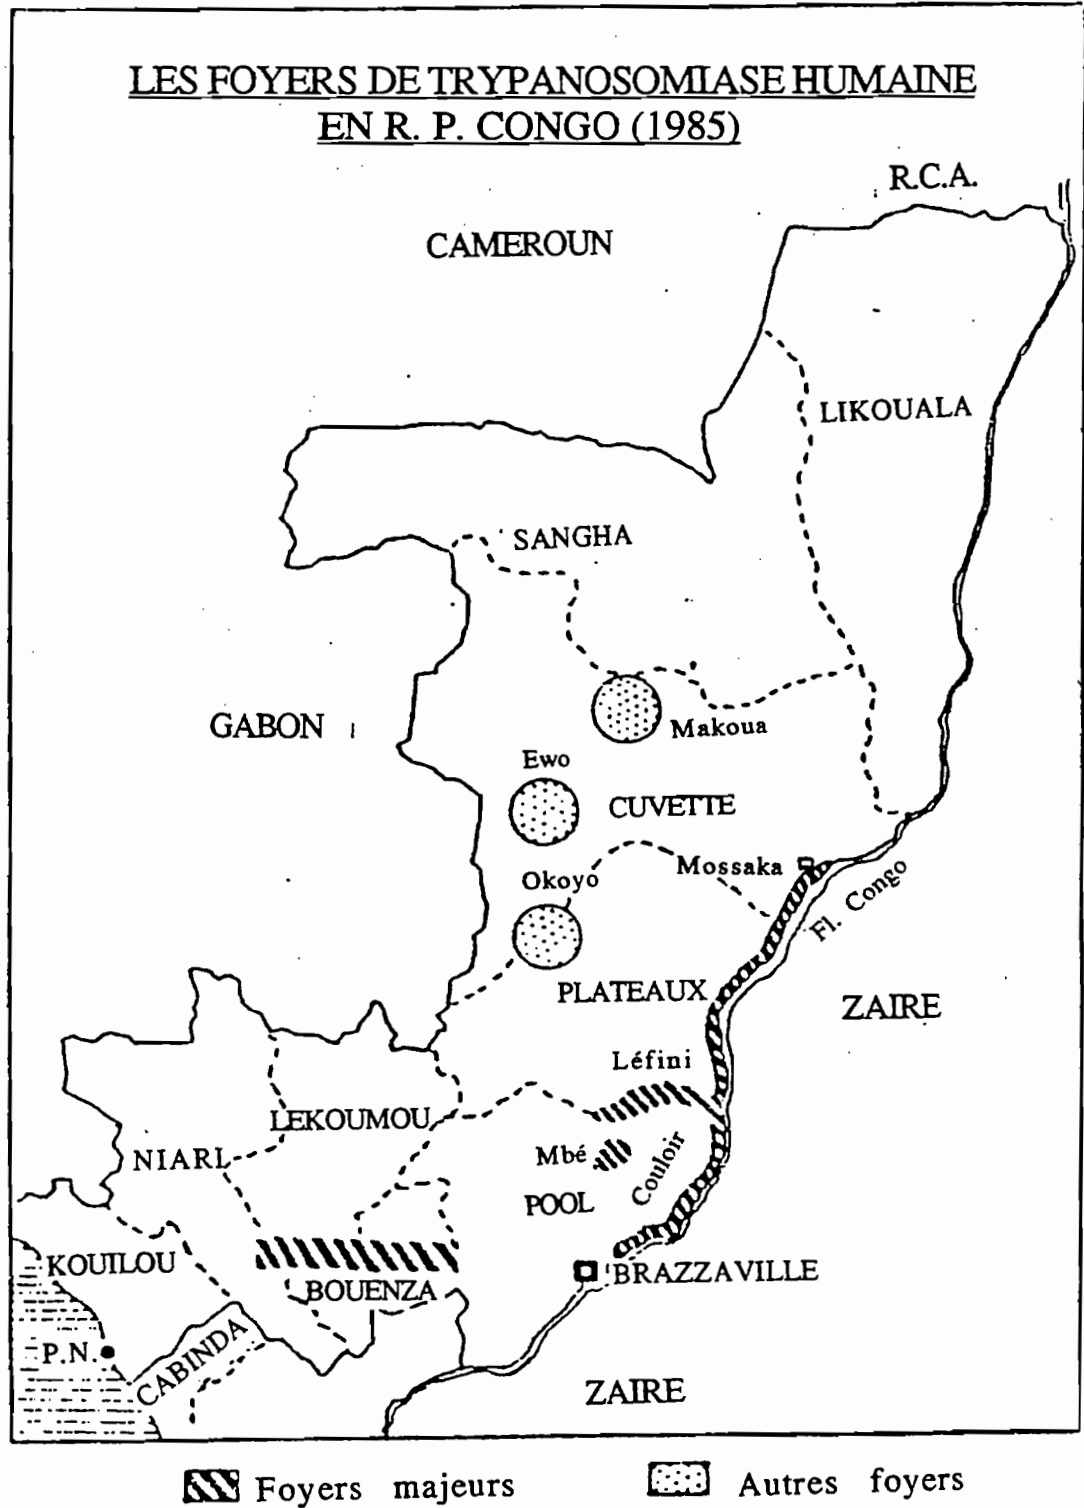 LES FOYERS DE TRYPANOSOMIASE HUMAINE
EN R. P. CONGO (1985)
R.C.A.
CAMEROUN
LIKOUALA
SANGHA
GABON
Makoua
Ewo
CUVETTE
Mossaka
Okoyo
Fl. Congo
PLATEAUX
ZAIRE
Léfini
LEKOUMOU
Mbé
NIARI
Couloir
POOL
KOUILOU
BRAZZAVILLE
BOUENZA
P.N.
CABINDA
ZAIRE
Foyers majeurs
Autres foyers